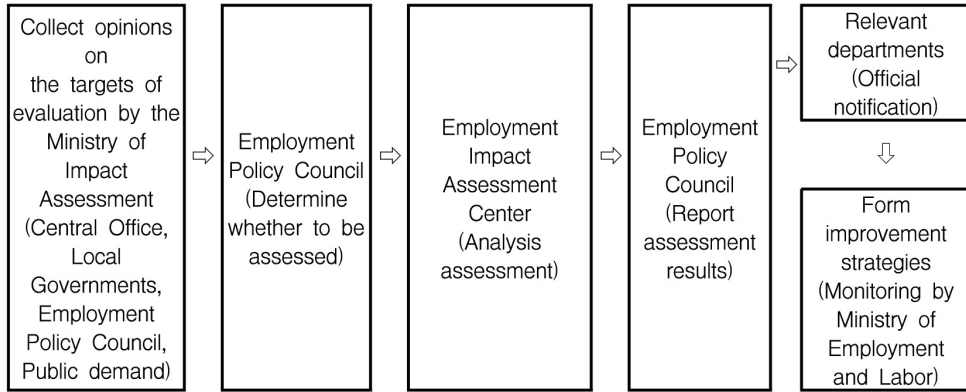 Collect opinions
on
the targets of
evaluation by the
Ministry of
Impact
Assessment
(Central Office,
Local
Governments,
Employment
Policy Council,
Public demand)
Employment
Policy Council
(Determine
whether to be
assessed)
Employment
Impact
Assessment
Center
(Analysis
assessment)
Employment
Policy
Council
(Report
assessment
results)
Relevant
departments
(Official
notification)
Form
improvement
strategies
(Monitoring by
Ministry of
Employment
and Labor)